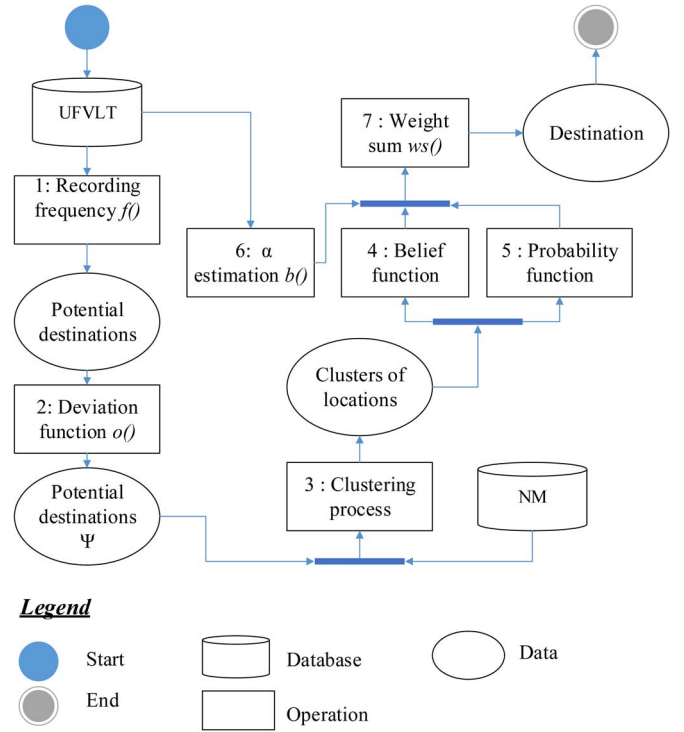 UFVLT
1: Recording
frequency f()
Potential
destinations
2: Deviation
function o()
Potential
destinations
Ψ
6: α
estimation b()
7 : Weight
sum ws()
Destination
4 : Belief
function
5 : Probability
function
Clusters of
locations
3 : Clustering
process
NM
Legend
Start
End
Database
Operation
Data